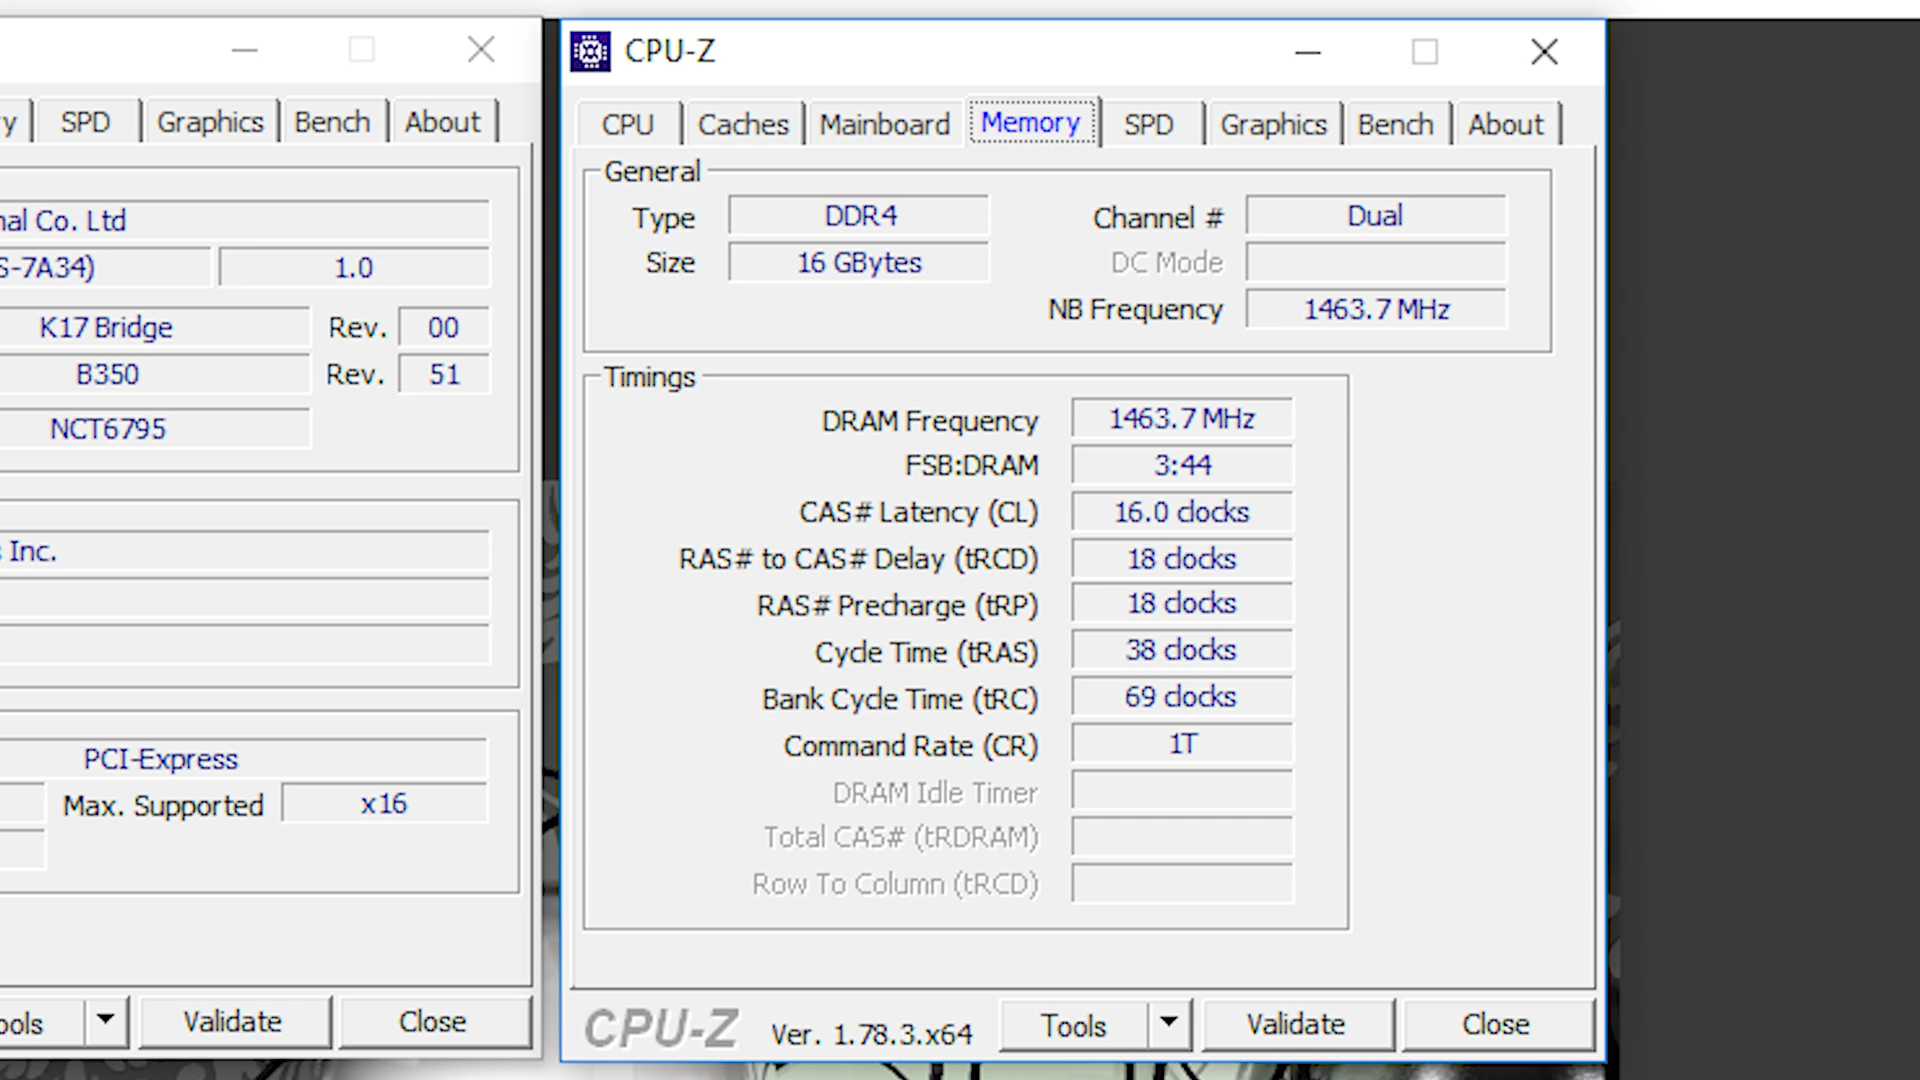 SPD Graphics Bench About
nal Co. Ltd
S-7A34) 1.0
K17 Bridge Rev. 00
B350 Rev. 51
NCT6795
Inc.
PCI-Express
Max. Supported x16
ools Validate Close
CPU-Z
CPU Caches Mainboard Memory SPD Graphics Bench About
General
Type DDR4 Channel # Dual
Size 16 GBytes DC Mode
NB Frequency 1463.7 MHz
Timings
DRAM Frequency 1463.7 MHz
FSB:DRAM 3:44
CAS# Latency (CL) 16.0 clocks
RAS# to CAS# Delay (tRCD) 18 clocks
RAS# Precharge (tRP) 18 clocks
Cycle Time (tRAS) 38 clocks
Bank Cycle Time (tRC) 69 clocks
Command Rate (CR) 1T
DRAM Idle Timer
Total CAS# (tRDRAM)
Row To Column (tRCD)
CPU-Z Ver. 1.78.3.x64 Tools Validate Close